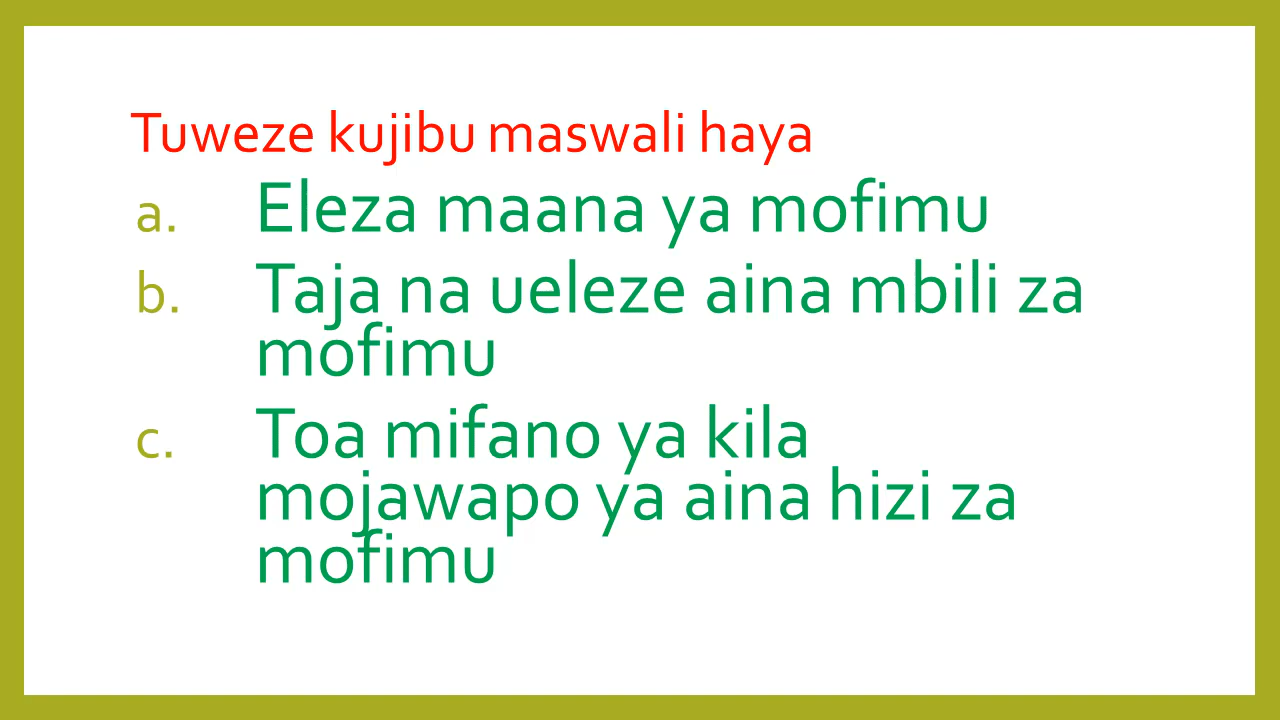 Tuweze kujibu maswali haya
a. Eleza maana ya mofimu
b. Taja na ueleze aina mbili za
mofimu
c. Toa mifano ya kila
mojawapo ya aina hizi za
mofimu